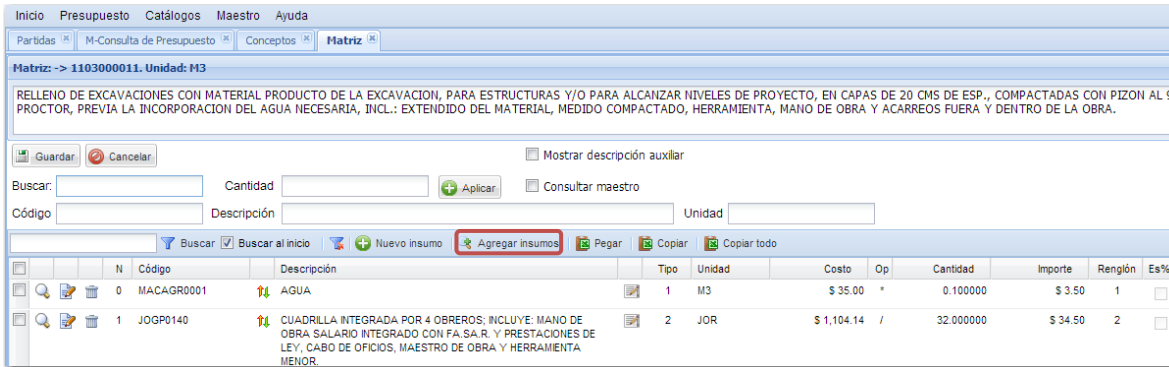 Inicio Presupuesto Catálogos Maestro Ayuda
Partidas M-Consulta de Presupuesto Conceptos Matriz
Matriz: -> 1103000011. Unidad: M3
RELLENO DE EXCAVACIONES CON MATERIAL PRODUCTO DE LA EXCAVACION, PARA ESTRUCTURAS Y/O PARA ALCANZAR NIVELES DE PROYECTO, EN CAPAS DE 20 CMS DE ESP., COMPACTADAS CON PIZON AL
PROCTOR, PREVIA LA INCORPORACION DEL AGUA NECESARIA, INCL.: EXTENDIDO DEL MATERIAL, MEDIDO COMPACTADO, HERRAMIENTA, MANO DE OBRA Y ACARREOS FUERA Y DENTRO DE LA OBRA.
Guardar Cancelar Mostrar descripción auxiliar
Buscar: Cantidad Aplicar Consultar maestro
Código Descripción Unidad
Buscar Buscar al inicio Nuevo insumo Agregar insumos Pegar Copiar Copiar todo
N Código Descripción Tipo Unidad Costo Op Cantidad Importe Renglón Es%
0 MACAGR0001 AGUA 1 M3 $ 35.00 * 0.100000 $ 3.50 1
1 JOGP0140 CUADRILLA INTEGRADA POR 4 OBREROS; INCLUYE: MANO DE 2 JOR $ 1,104.14 / 32.000000 $ 34.50 2
OBRA SALARIO INTEGRADO CON FA.SA.R. Y PRESTACIONES DE
LEY, CABO DE OFICIOS, MAESTRO DE OBRA Y HERRAMIENTA
MENOR.